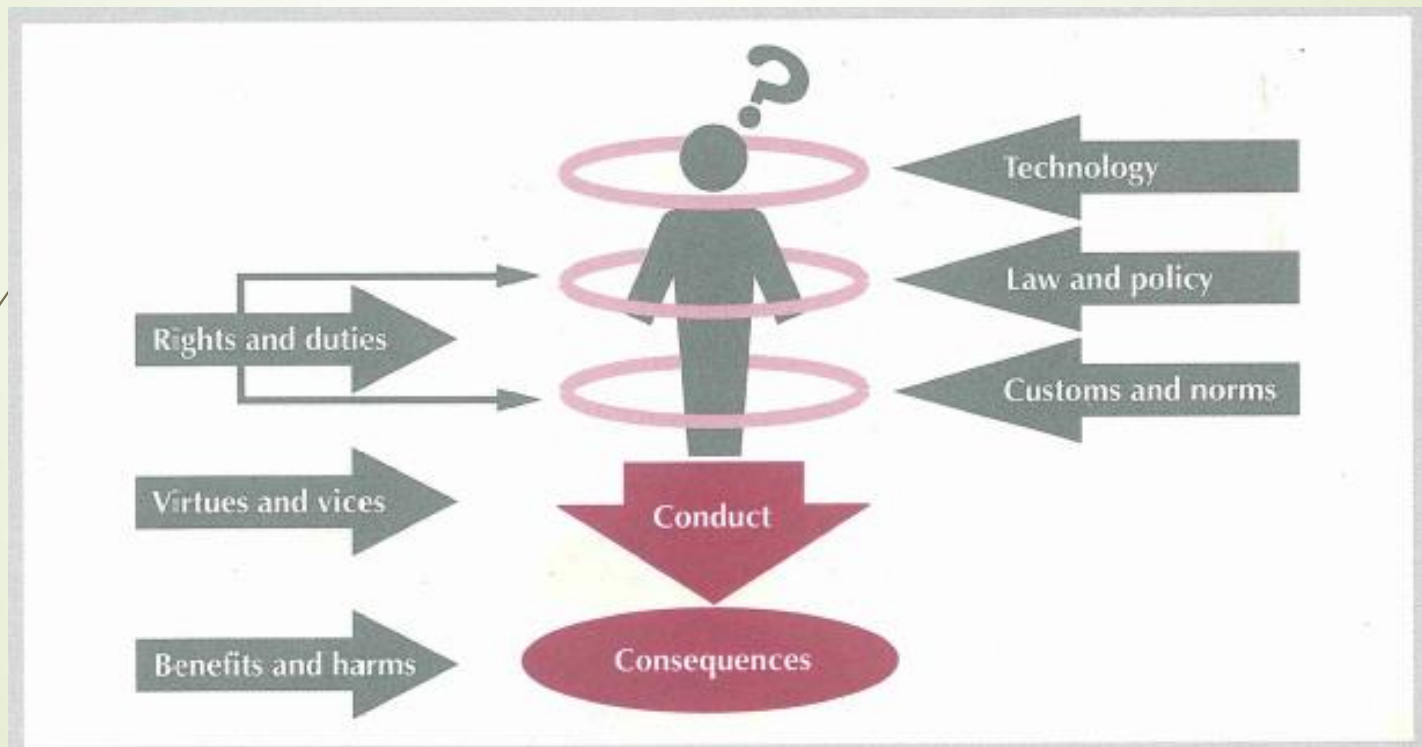 ?
Technology
Law and policy
Rights and duties
Customs and norms
Virtues and vices
Conduct
Benefits and harms
Consequences